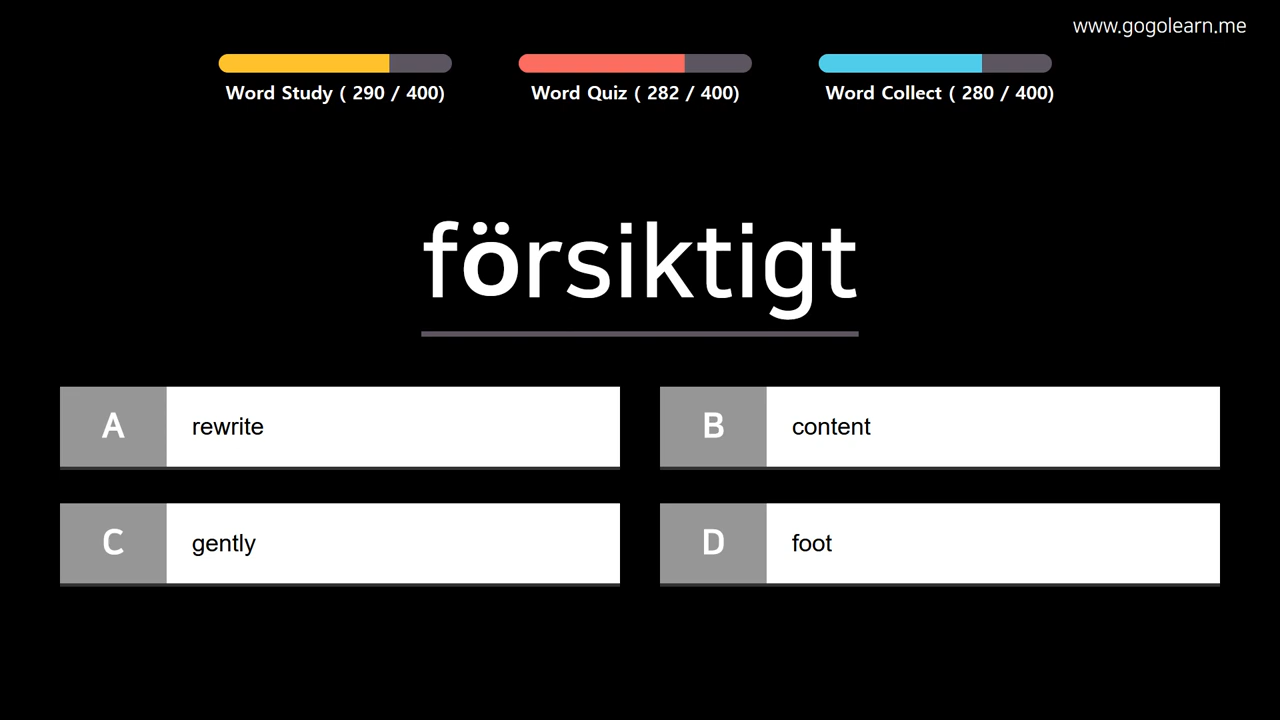 www.gogolearn.me
Word Study ( 290 / 400)
Word Quiz ( 282 / 400)
Word Collect ( 280 / 400)
försiktigt
A rewrite
B content
C gently
D foot